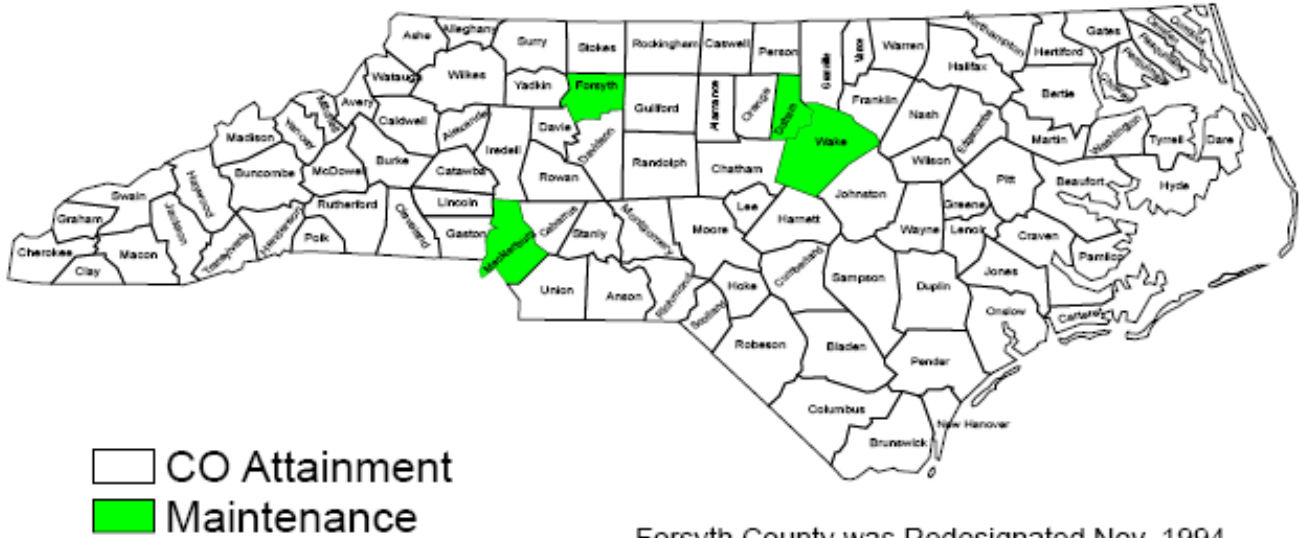 Ashe
Alleghany
Surry
Stokes
Rockingham
Caswell
Person
Granville
Vance
Warren
Northampton
Gates
Hertford
Halifax
Bertie
Watauga
Wilkes
Yadkin
Forsyth
Guilford
Alamance
Orange
Durham
Franklin
Nash
Edgecombe
Martin
Washington
Tyrrell
Dare
Avery
Mitchell
Yancey
Madison
Caldwell
Alexander
Iredell
Davie
Davidson
Randolph
Chatham
Wake
Wilson
Pitt
Beaufort
Hyde
Haywood
Buncombe
McDowell
Burke
Catawba
Rowan
Johnston
Greene
Swain
Graham
Jackson
Rutherford
Lincoln
Lee
Harnett
Wayne
Lenoir
Craven
Pamlico
Cherokee
Clay
Macon
Transylvania
Henderson
Polk
Cleveland
Gaston
Mecklenburg
Cabarrus
Stanly
Montgomery
Moore
Cumberland
Sampson
Duplin
Jones
Onslow
Carteret
Union
Anson
Richmond
Scotland
Hoke
Robeson
Bladen
Pender
Columbus
Brunswick
New Hanover
CO Attainment
Maintenance
Forsyth County was Redesignated Nov. 1994